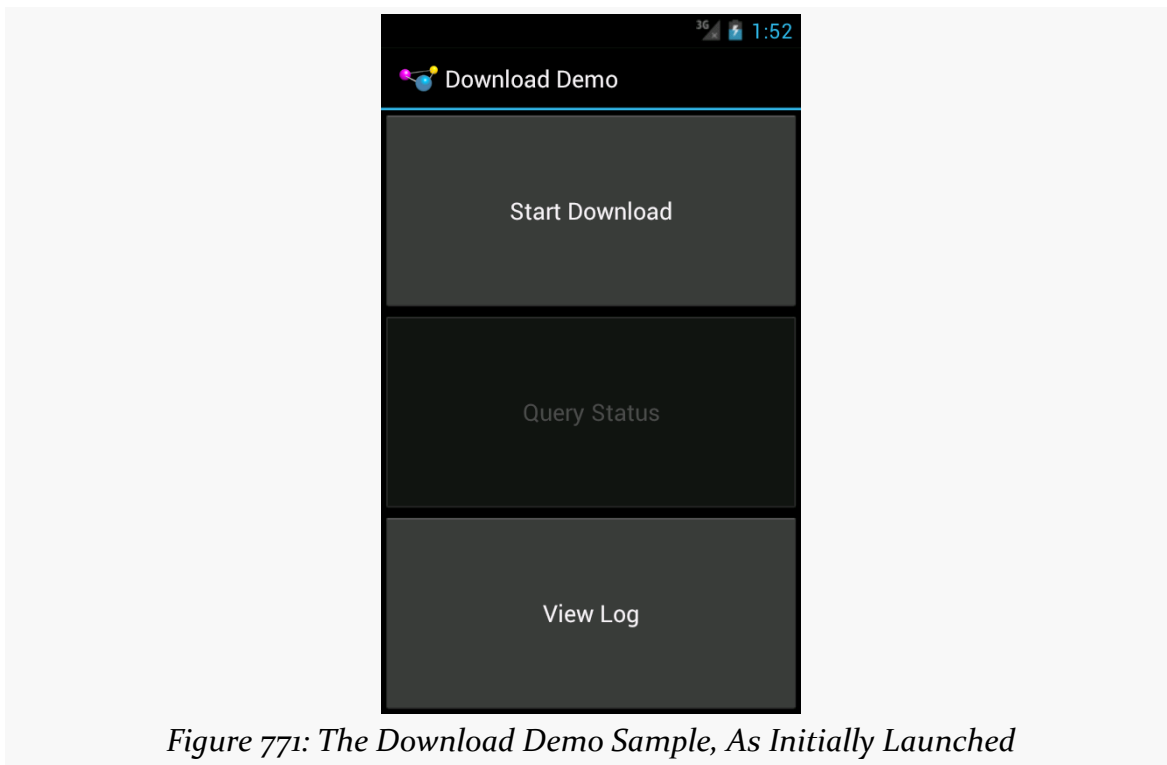 3G 1:52
Download Demo
Start Download
Query Status
View Log
Figure 771: The Download Demo Sample, As Initially Launched